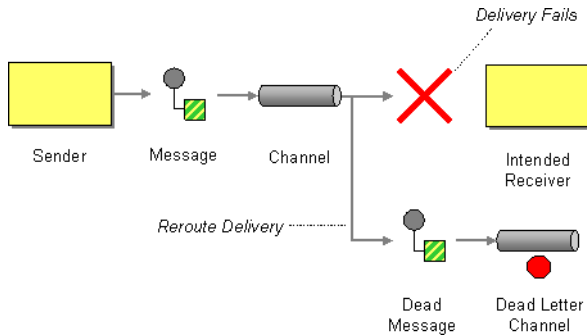 Delivery Fails
Sender
Message
Channel
Intended
Receiver
Reroute Delivery
Dead
Message
Dead Letter
Channel